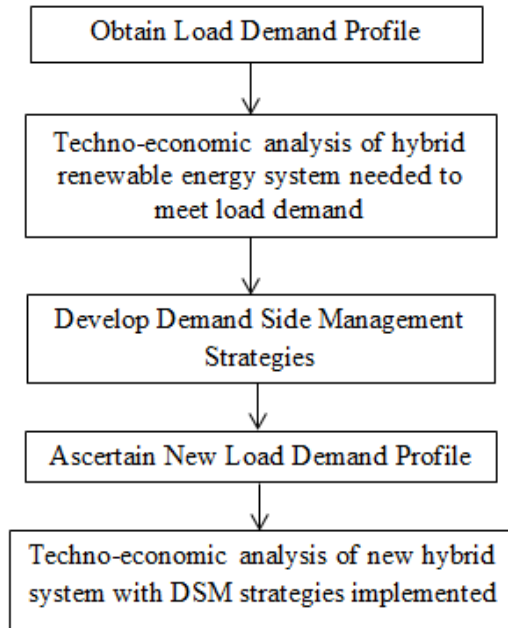 Obtain Load Demand Profile
Techno-economic analysis of hybrid
renewable energy system needed to
meet load demand
Develop Demand Side Management
Strategies
Ascertain New Load Demand Profile
Techno-economic analysis of new hybrid
system with DSM strategies implemented